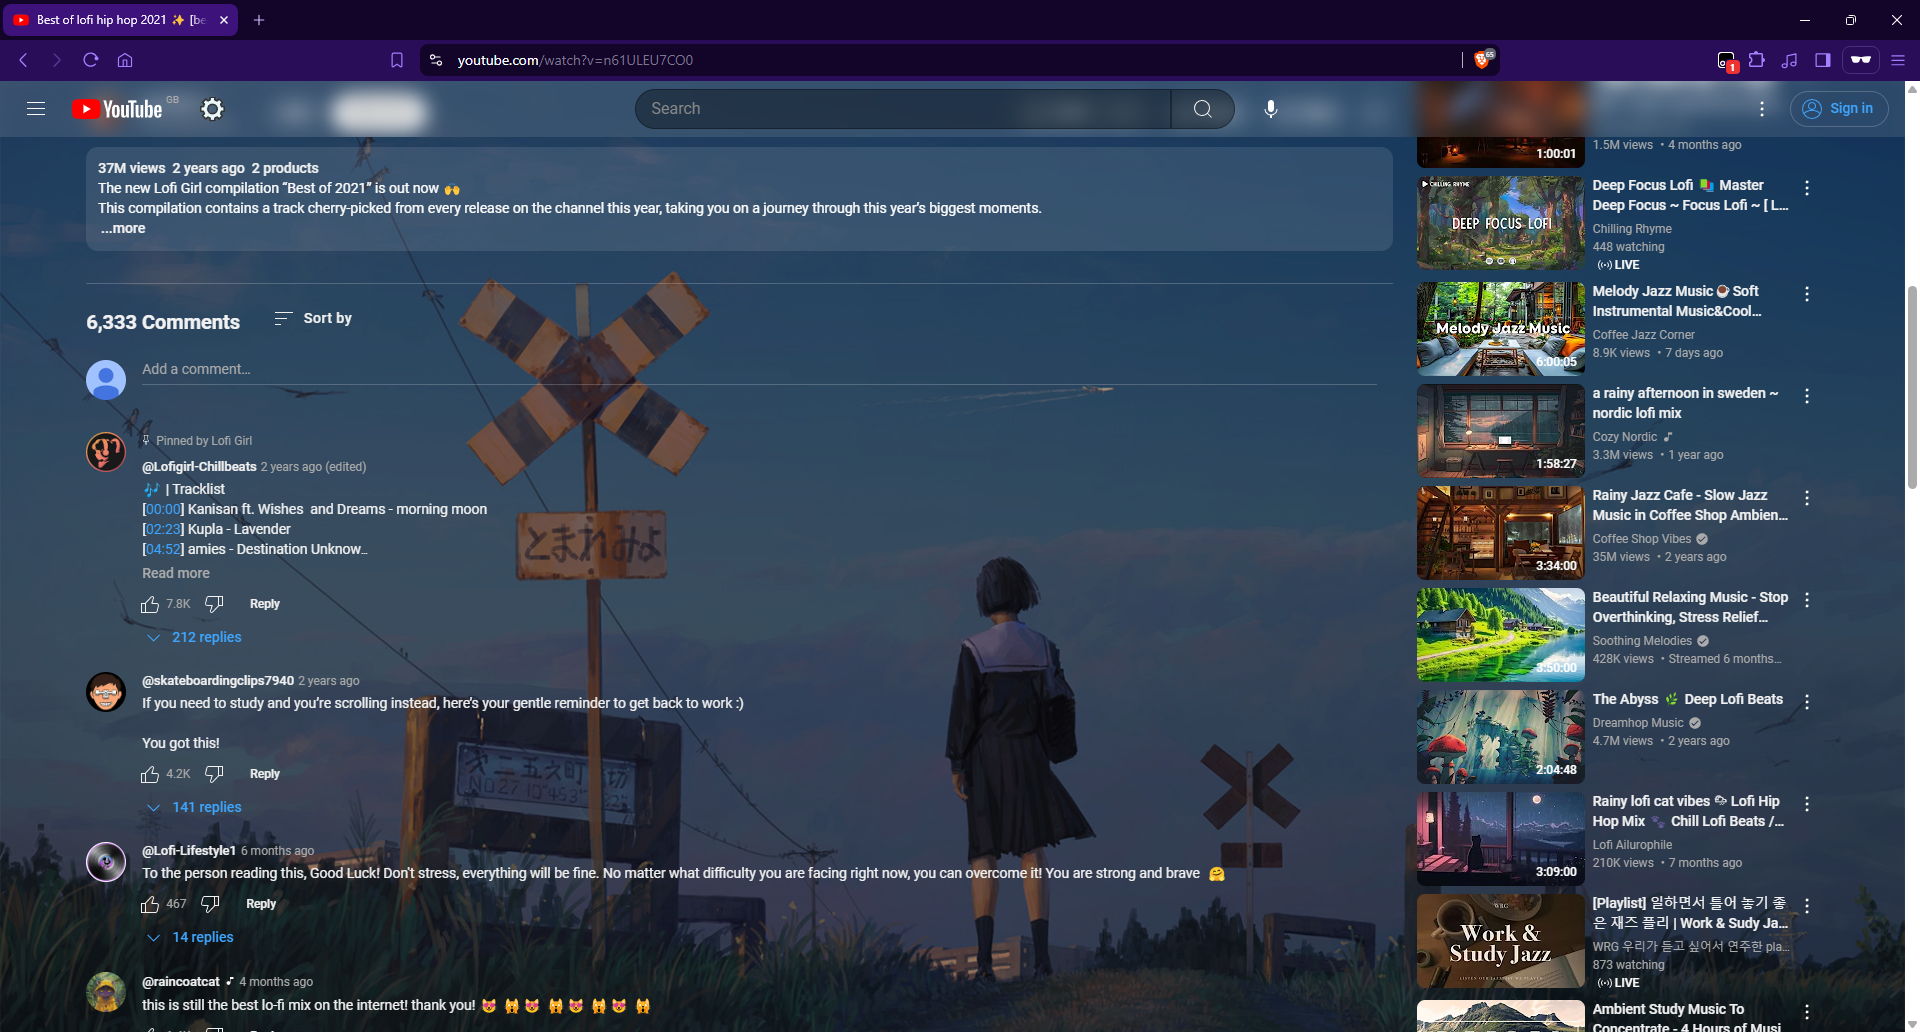 Best of lofi hip hop 2021 ✨ [be
youtube.com/watch?v=n61ULEU7CO0
65
1
YouTube GB
Search
Sign in
37M views 2 years ago 2 products
The new Lofi Girl compilation “Best of 2021” is out now 🙌
This compilation contains a track cherry-picked from every release on the channel this year, taking you on a journey through this year’s biggest moments.
...more
6,333 Comments
Sort by
Add a comment...
Pinned by Lofi Girl
@Lofigirl-Chillbeats 2 years ago (edited)
🎶 | Tracklist
[00:00] Kanisan ft. Wishes and Dreams - morning moon
[02:23] Kupla - Lavender
[04:52] amies - Destination Unknow...
Read more
7.8K Reply
212 replies
@skateboardingclips7940 2 years ago
If you need to study and you’re scrolling instead, here’s your gentle reminder to get back to work :)
You got this!
4.2K Reply
141 replies
@Lofi-Lifestyle1 6 months ago
To the person reading this, Good Luck! Don't stress, everything will be fine. No matter what difficulty you are facing right now, you can overcome it! You are strong and brave 🤗
467 Reply
14 replies
@raincoatcat 4 months ago
this is still the best lo-fi mix on the internet! thank you! 😻 🙀 😻 🙀 😻 🙀 😻 🙀
とまれみよ
1:00:01
1.5M views • 4 months ago
CHILLING RHYME
DEEP FOCUS LOFI
Deep Focus Lofi Master
Deep Focus ~ Focus Lofi ~ [ L...
Chilling Rhyme
448 watching
LIVE
Melody Jazz Music
6:00:05
Melody Jazz Music ☕ Soft
Instrumental Music&Cool...
Coffee Jazz Corner
8.9K views • 7 days ago
1:58:27
a rainy afternoon in sweden ~
nordic lofi mix
Cozy Nordic
3.3M views • 1 year ago
3:34:00
Rainy Jazz Cafe - Slow Jazz
Music in Coffee Shop Ambien...
Coffee Shop Vibes
35M views • 2 years ago
3:50:00
Beautiful Relaxing Music - Stop
Overthinking, Stress Relief...
Soothing Melodies
428K views • Streamed 6 months...
2:04:48
The Abyss 🌿 Deep Lofi Beats
Dreamhop Music
4.7M views • 2 years ago
3:09:00
Rainy lofi cat vibes Lofi Hip
Hop Mix 🐾 Chill Lofi Beats /...
Lofi Ailurophile
210K views • 7 months ago
WRG
Work &
Study Jazz
[Playlist] 일하면서 틀어 놓기 좋
은 재즈 플리 | Work & Sudy Ja...
WRG 우리가 듣고 싶어서 연주한 pla...
873 watching
LIVE
Ambient Study Music To
Concentrate - 4 Hours of Musi